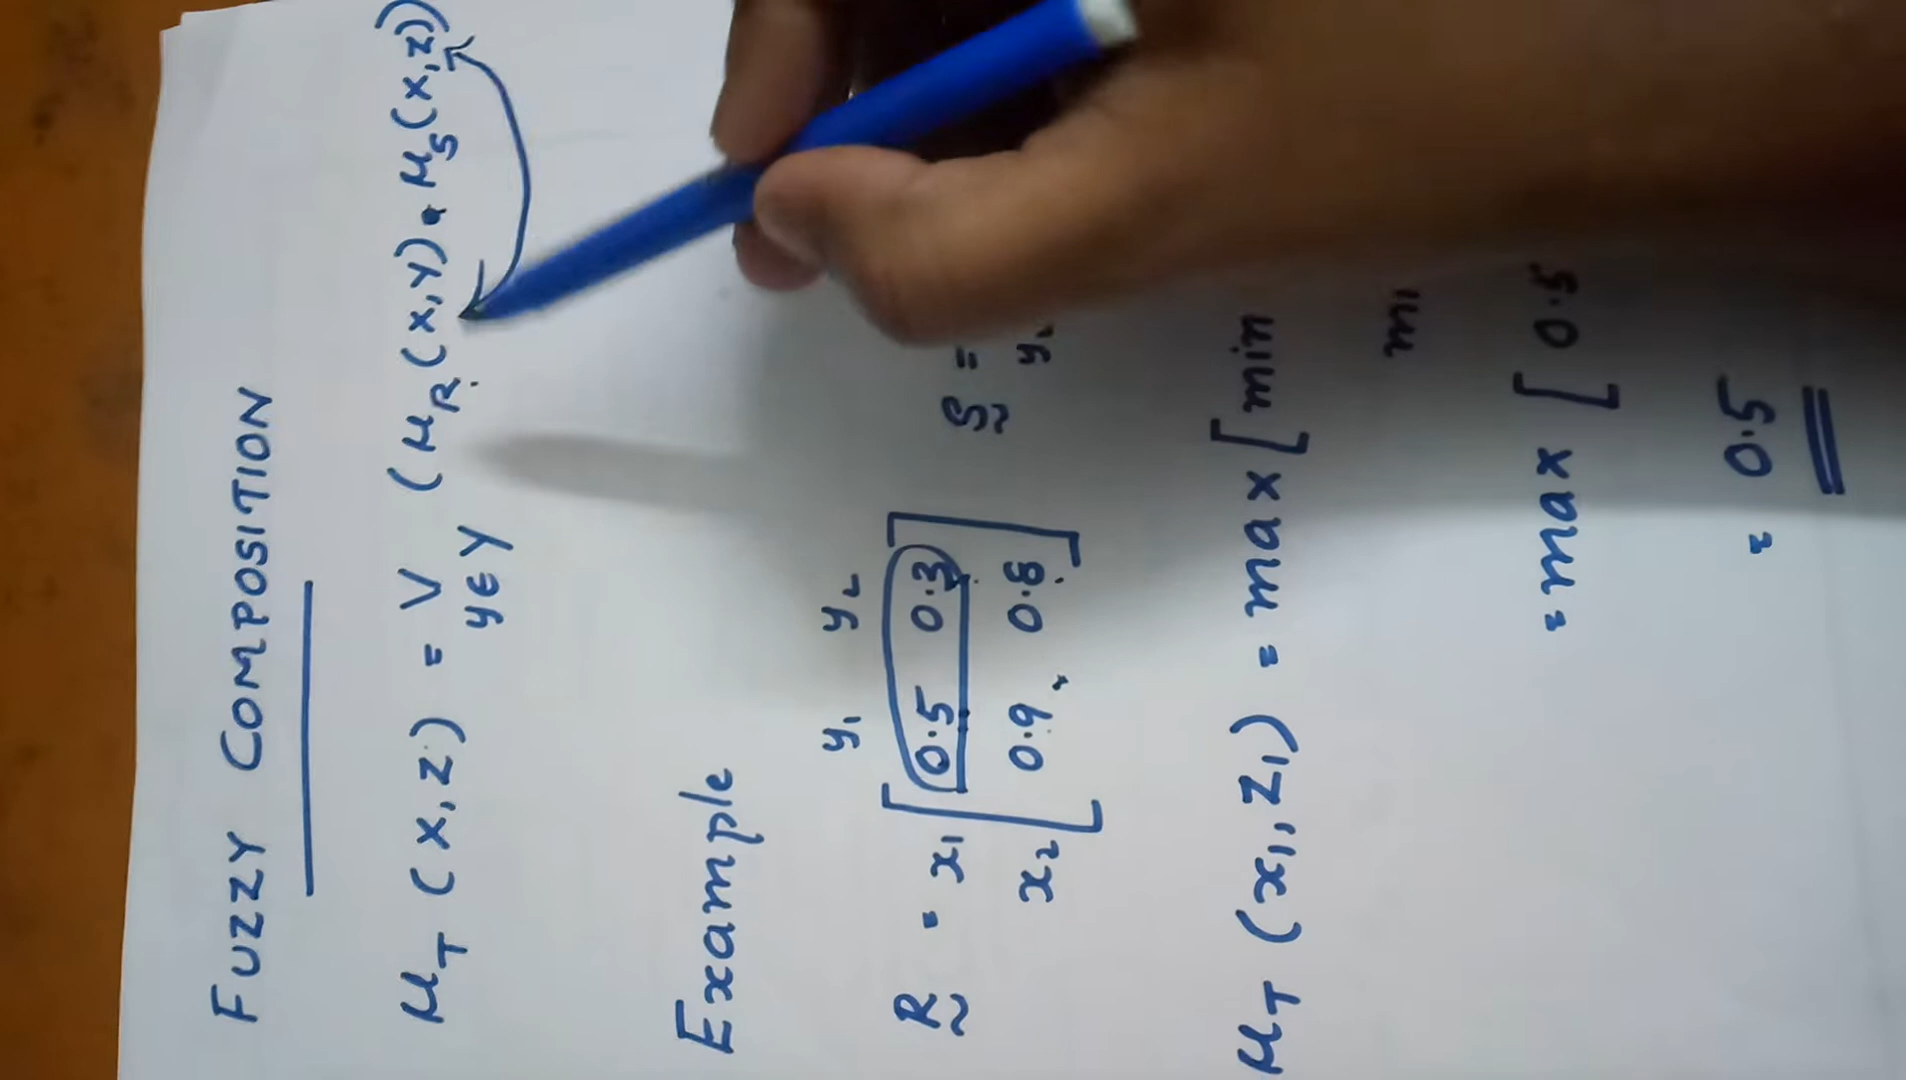 FUZZY COMPOSITION
μT (x,z) = V (μR (x,y) • μS (x,z))
y∈Y
Example
y1 y2
R = x1 [0.5 0.3
x2 0.9 0.8]
S =
y2
μT (x1,z1) = max [min
= max [0.5
= 0.5